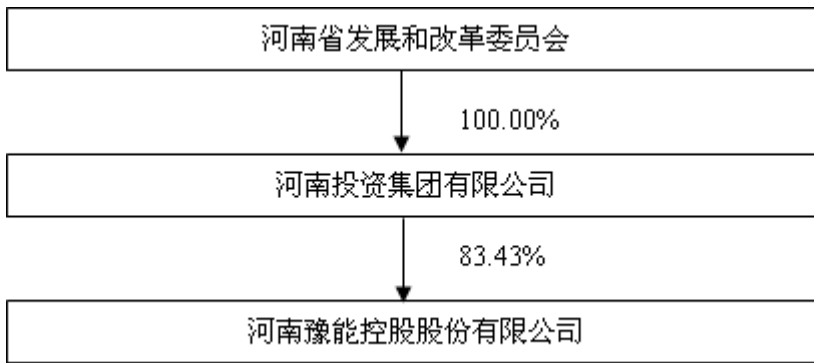 河南省发展和改革委员会
100.00%
河南投资集团有限公司
83.43%
河南豫能控股股份有限公司